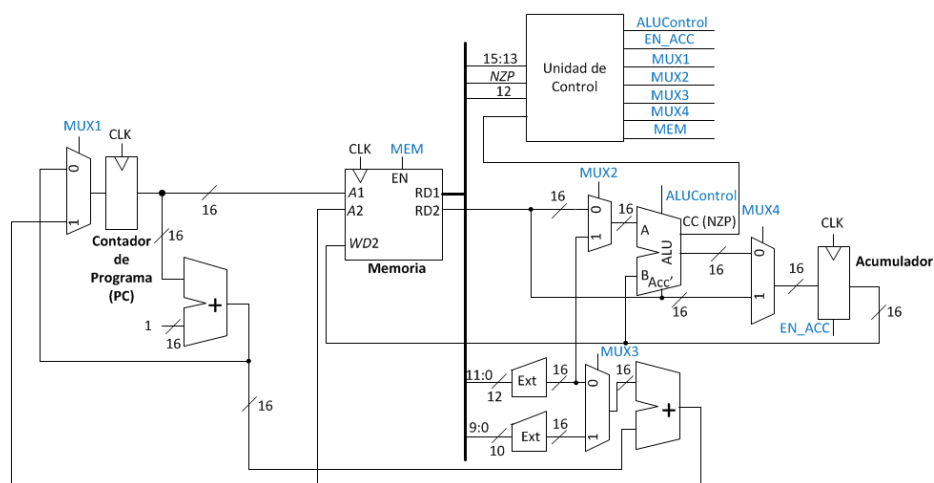 ALUControl
EN_ACC
MUX1
MUX2
MUX3
MUX4
MEM
Unidad de
Control
15:13
NZP
12
MUX1
CLK
0
1
Contador
de
Programa
(PC)
16
16
1
16
+
16
CLK
MEM
EN
A1
A2
WD2
RD1
RD2
Memoria
MUX2
16
0
1
16
ALUControl
A
B
Acc'
ALU
CC (NZP)
16
16
MUX4
0
1
16
CLK
Acumulador
EN_ACC
16
11:0
12
Ext
16
9:0
10
Ext
16
MUX3
0
1
16
+